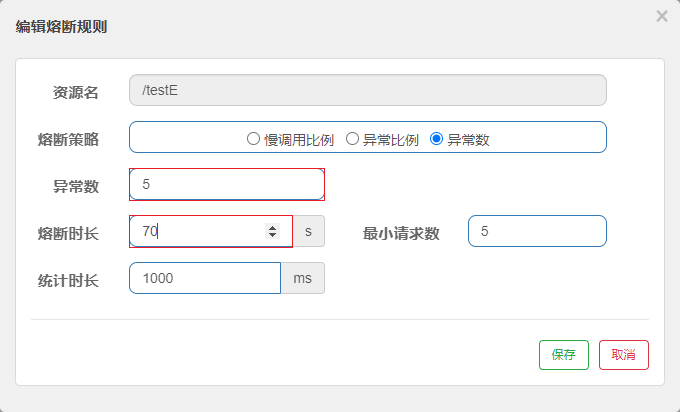 编辑熔断规则 ×
资源名 /testE
熔断策略 慢调用比例 异常比例 异常数
异常数 5
熔断时长 70 s 最小请求数 5
统计时长 1000 ms
保存 取消